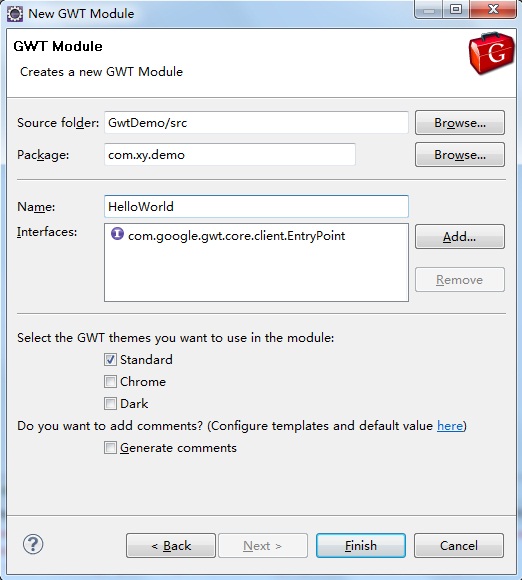 New GWT Module
GWT Module
Creates a new GWT Module
G
Source folder: GwtDemo/src Browse...
Package: com.xy.demo Browse...
Name: HelloWorld
Interfaces: I com.google.gwt.core.client.EntryPoint Add...
Remove
Select the GWT themes you want to use in the module:
Standard
Chrome
Dark
Do you want to add comments? (Configure templates and default value here)
Generate comments
? < Back Next > Finish Cancel